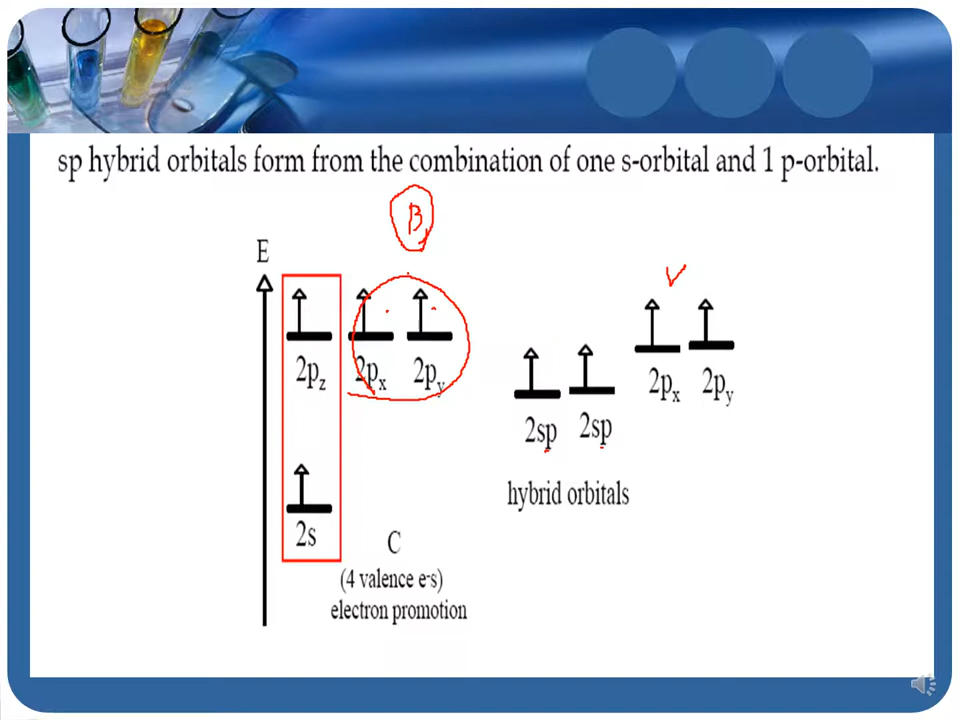 sp hybrid orbitals form from the combination of one s-orbital and 1 p-orbital.
B
E
2pz 2px 2py
2px 2py
2sp 2sp
hybrid orbitals
2s
C
(4 valence e-s)
electron promotion